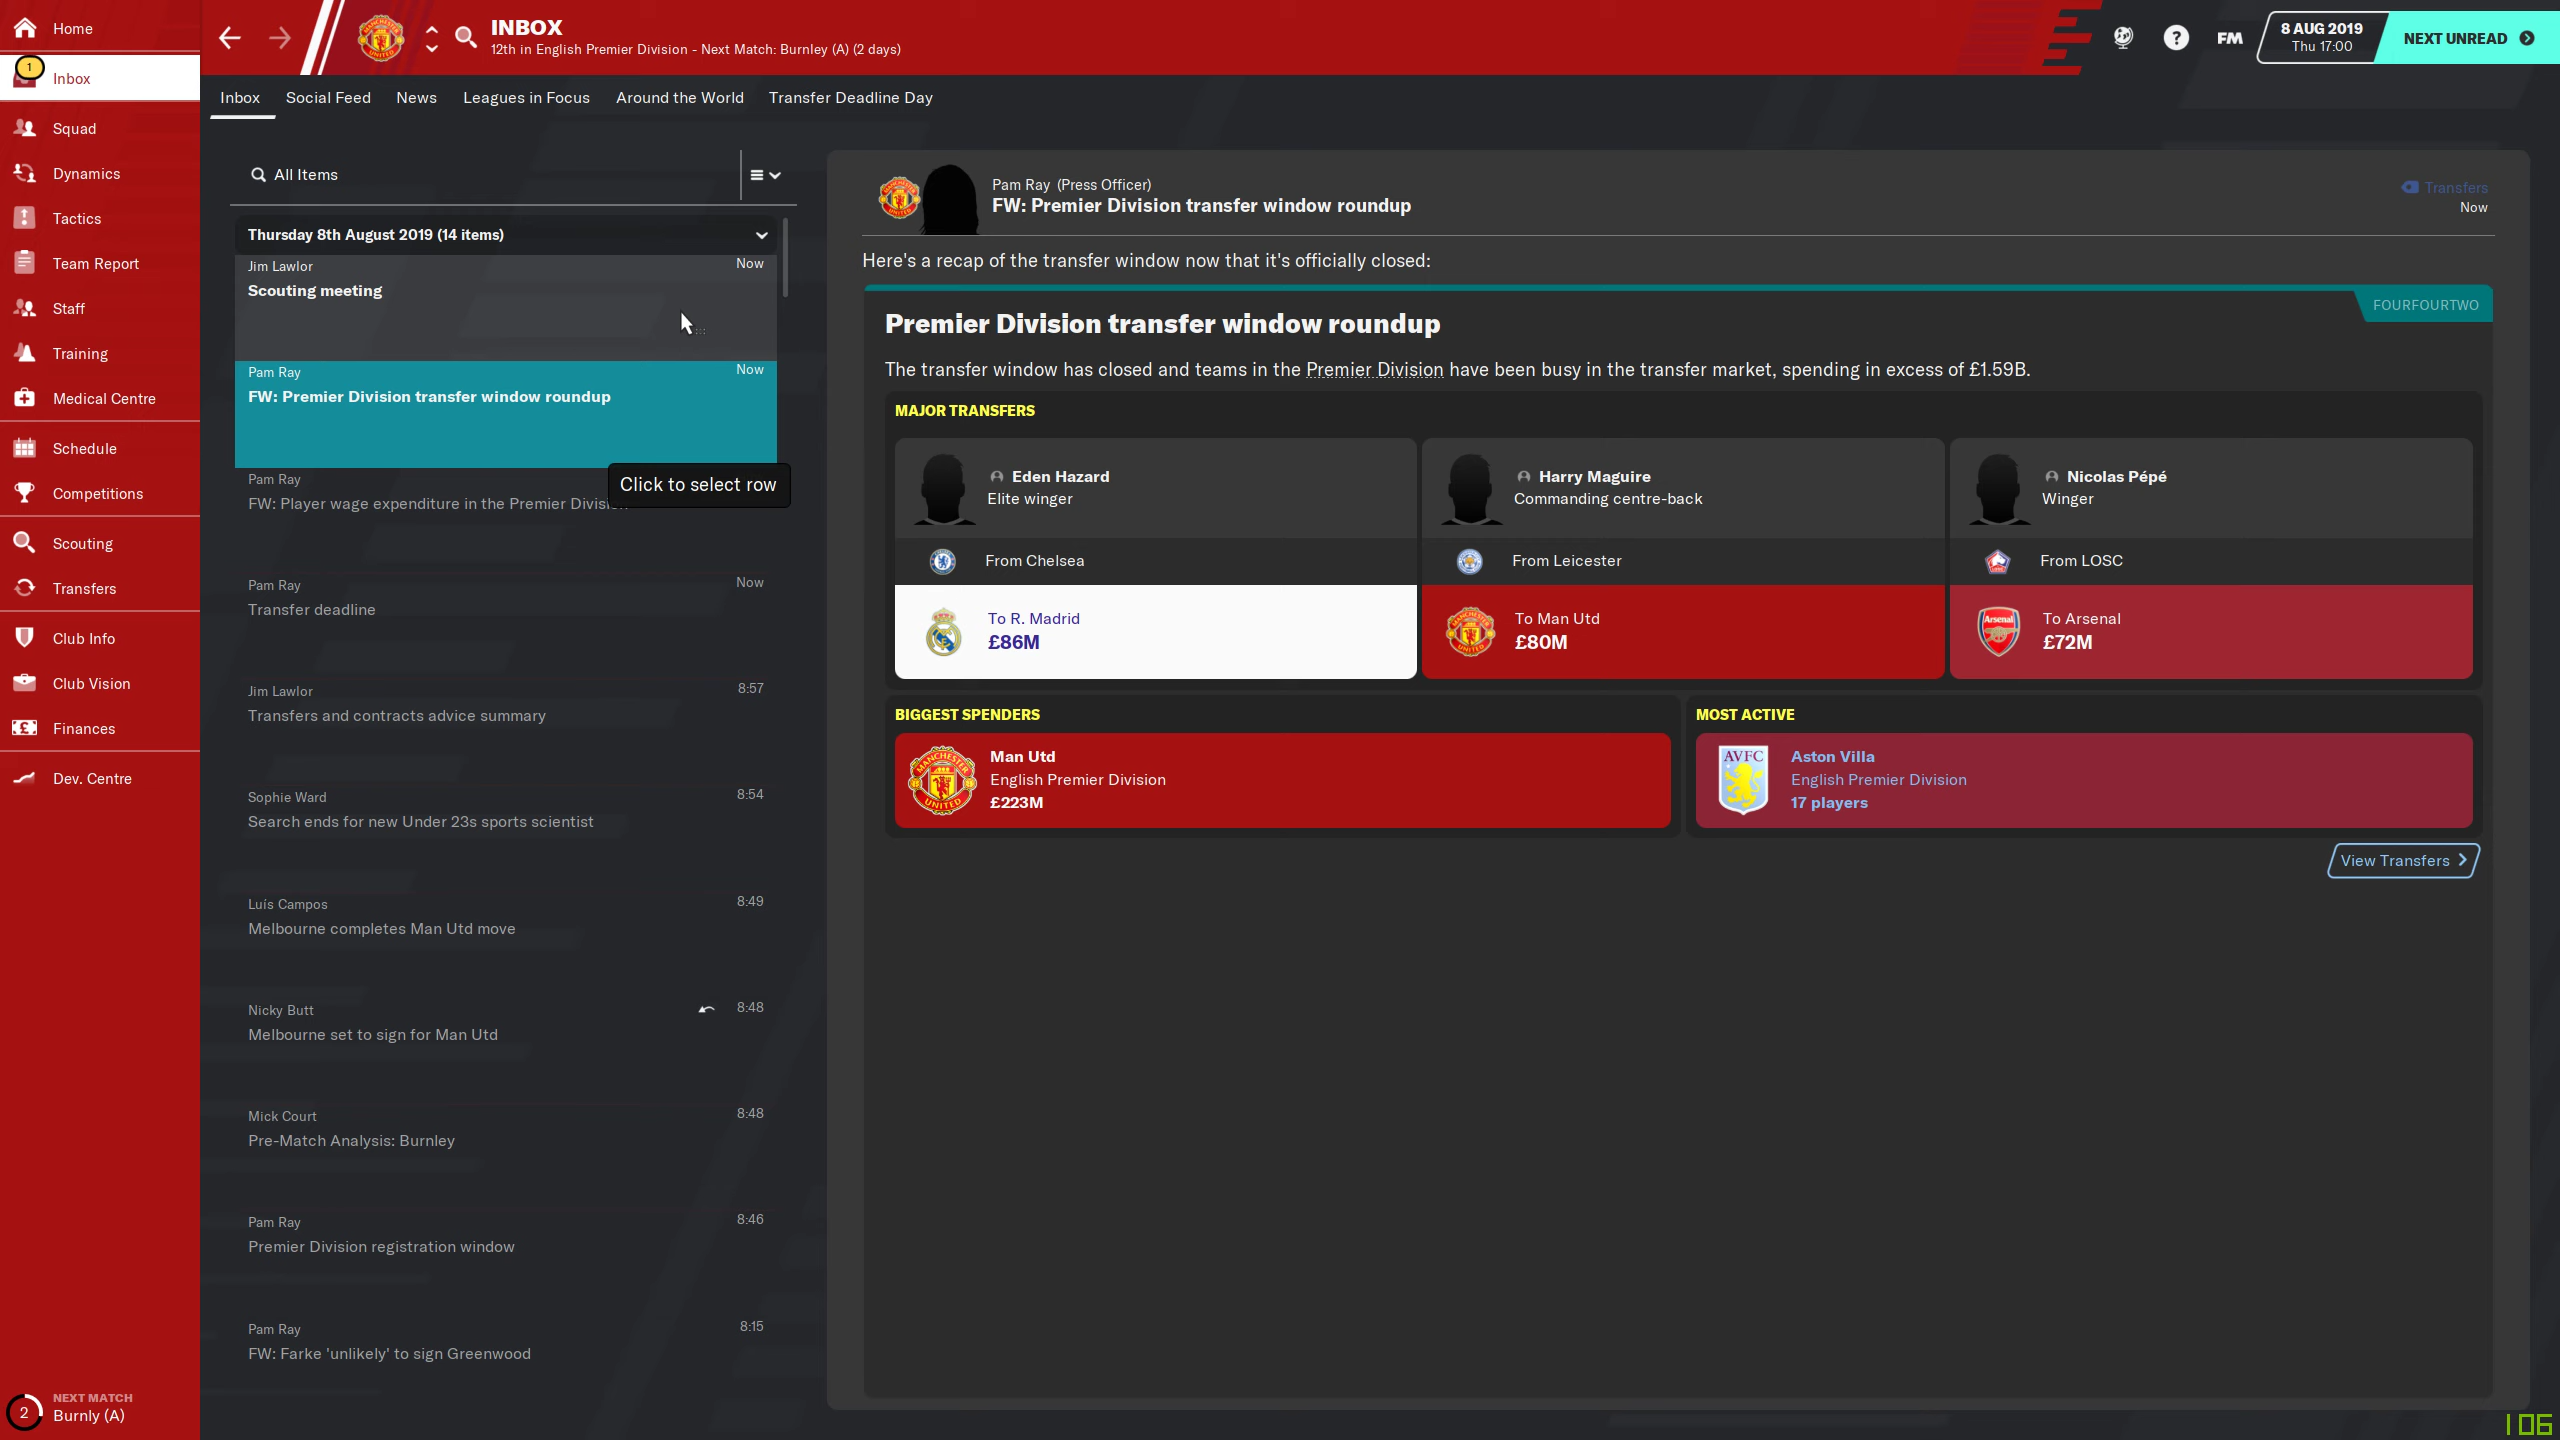 Home
1
Inbox
Squad
Dynamics
Tactics
Team Report
Staff
Training
Medical Centre
Schedule
Competitions
Scouting
Transfers
Club Info
Club Vision
Finances
Dev. Centre
NEXT MATCH
2
Burnly (A)
INBOX
12th in English Premier Division - Next Match: Burnley (A) (2 days)
?
FM
8 AUG 2019
Thu 17:00
NEXT UNREAD
Inbox
Social Feed
News
Leagues in Focus
Around the World
Transfer Deadline Day
All Items
Thursday 8th August 2019 (14 items)
Jim Lawlor
Now
Scouting meeting
Pam Ray
Now
FW: Premier Division transfer window roundup
Click to select row
Pam Ray
FW: Player wage expenditure in the Premier
Pam Ray
Now
Transfer deadline
Jim Lawlor
8:57
Transfers and contracts advice summary
Sophie Ward
8:54
Search ends for new Under 23s sports scientist
Luís Campos
8:49
Melbourne completes Man Utd move
Nicky Butt
8:48
Melbourne set to sign for Man Utd
Mick Court
8:48
Pre-Match Analysis: Burnley
Pam Ray
8:46
Premier Division registration window
Pam Ray
8:15
FW: Farke 'unlikely' to sign Greenwood
Pam Ray (Press Officer)
FW: Premier Division transfer window roundup
Transfers
Now
Here's a recap of the transfer window now that it's officially closed:
FOURFOURTWO
Premier Division transfer window roundup
The transfer window has closed and teams in the Premier Division have been busy in the transfer market, spending in excess of £1.59B.
MAJOR TRANSFERS
Eden Hazard
Elite winger
From Chelsea
To R. Madrid
£86M
Harry Maguire
Commanding centre-back
From Leicester
To Man Utd
£80M
Nicolas Pépé
Winger
From LOSC
To Arsenal
£72M
BIGGEST SPENDERS
Man Utd
English Premier Division
£223M
MOST ACTIVE
AVFC
Aston Villa
English Premier Division
17 players
View Transfers
106